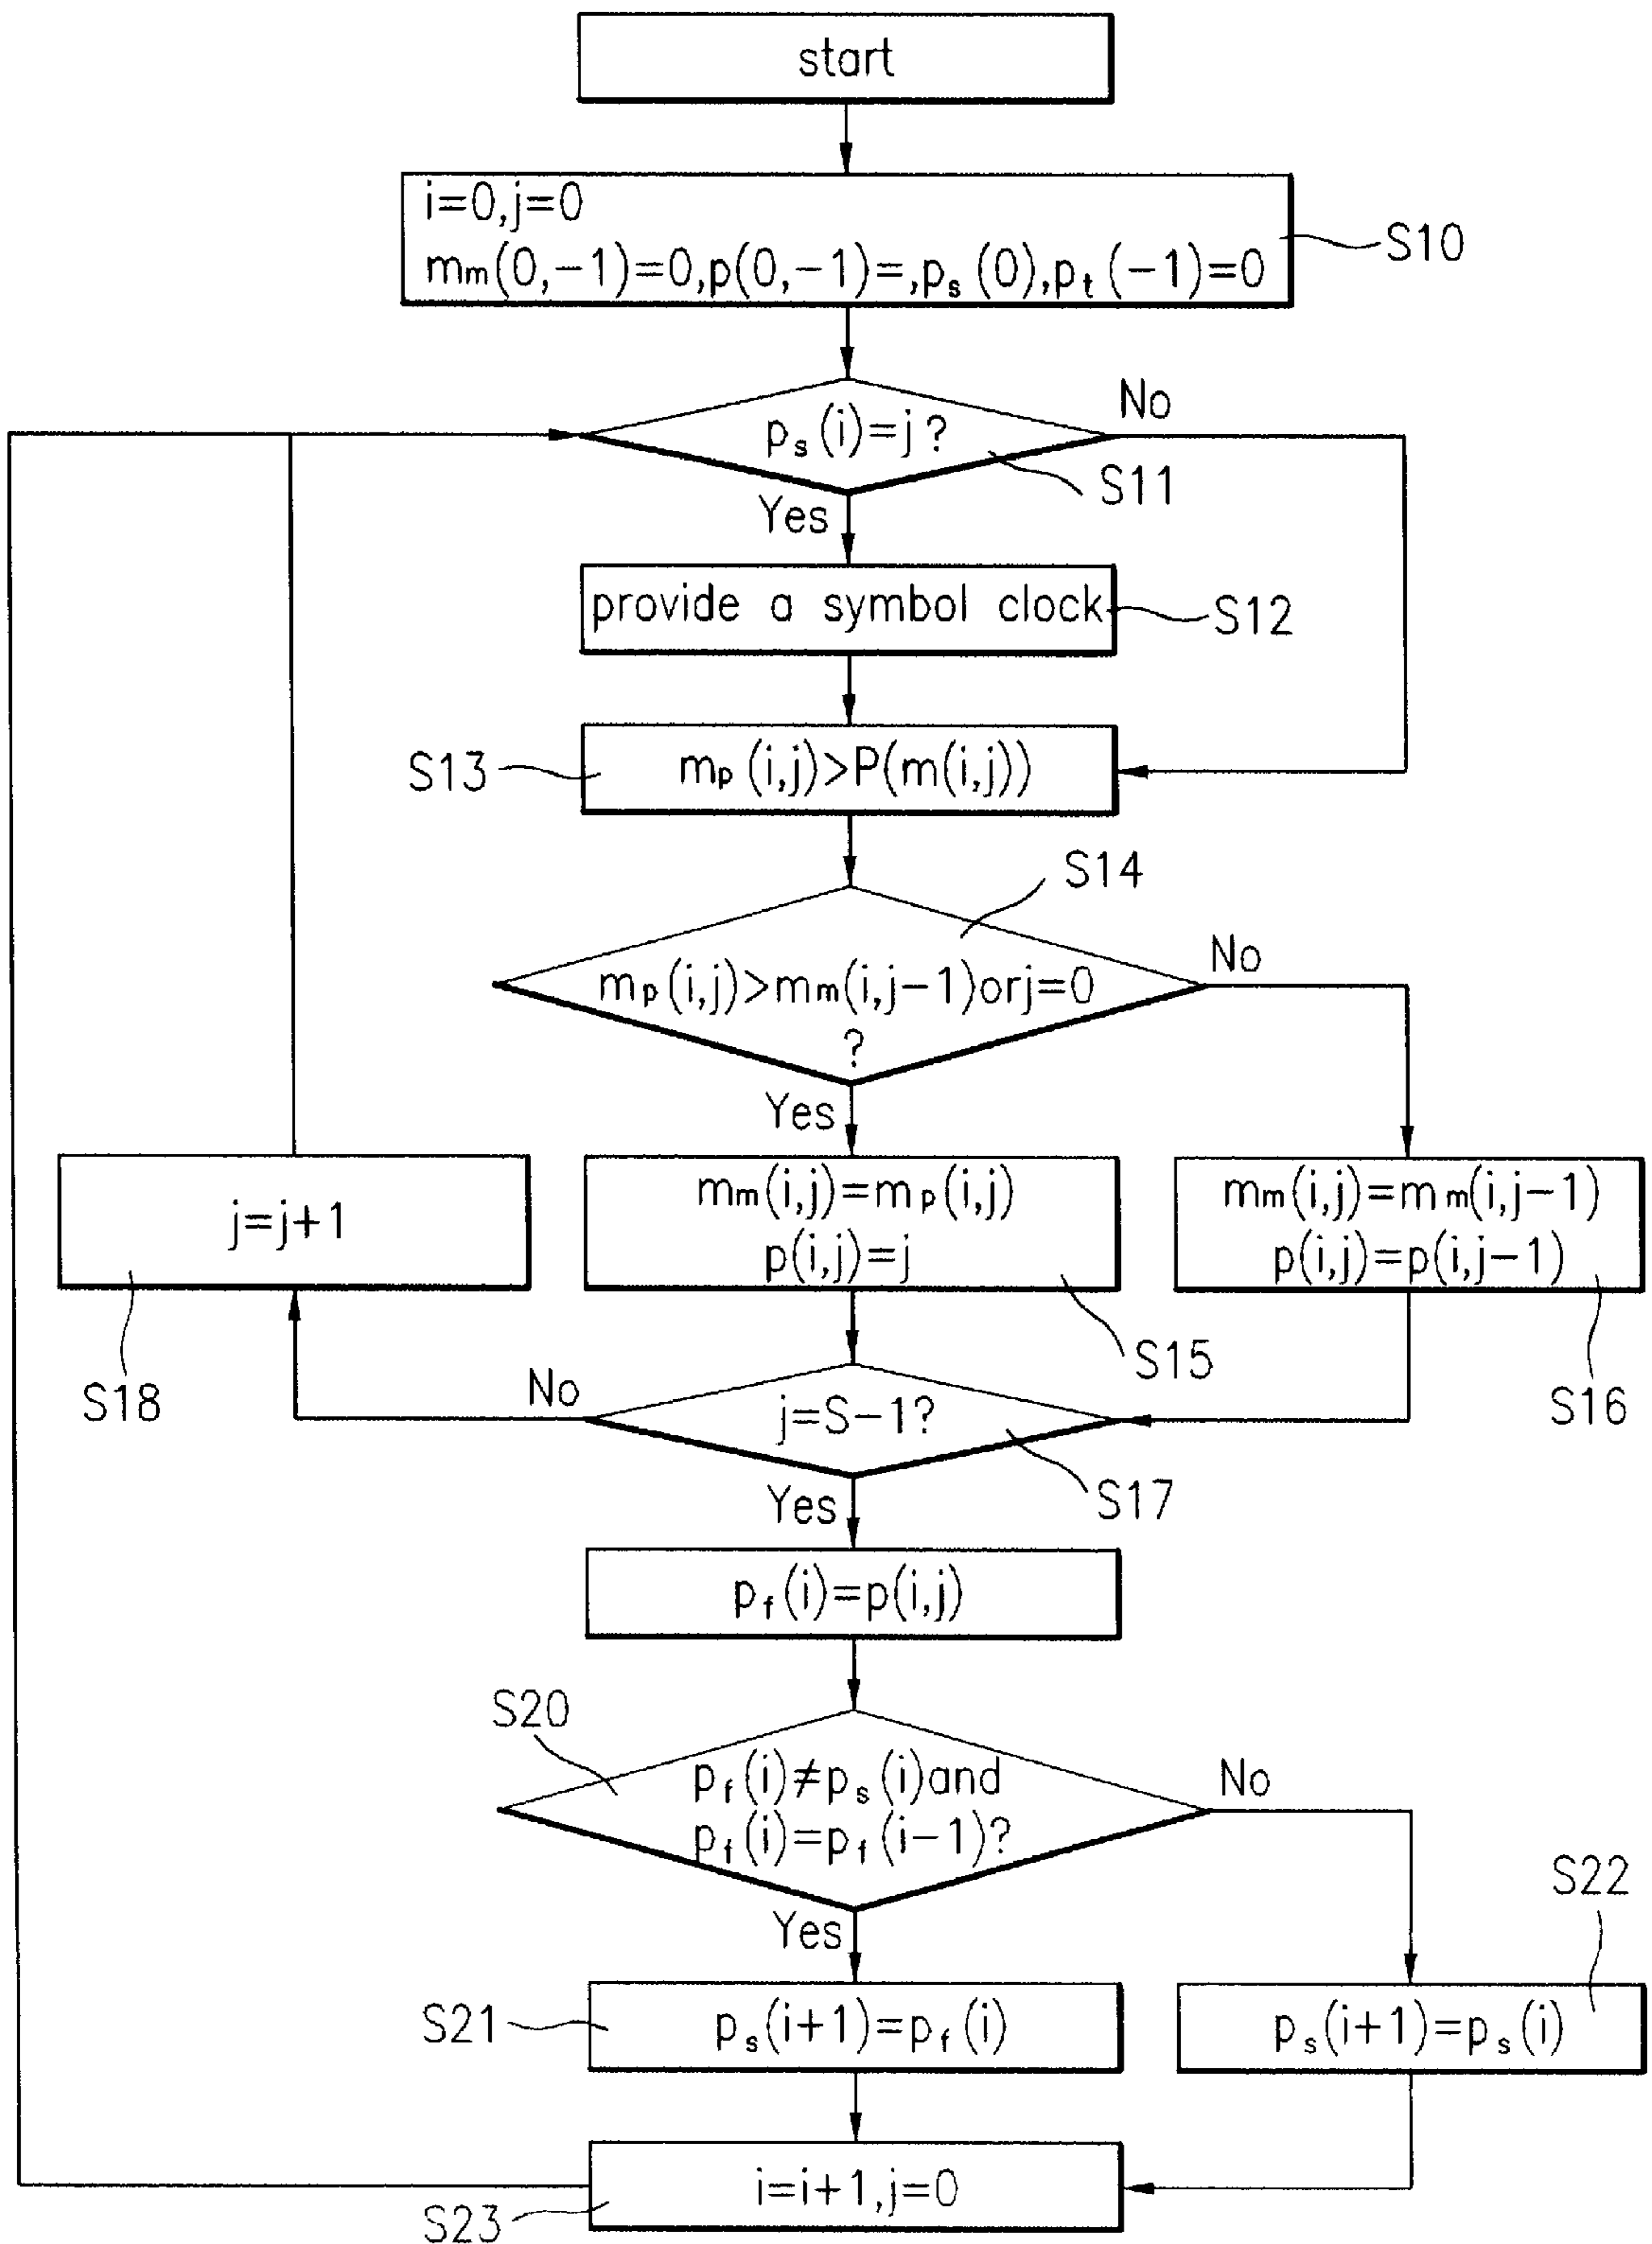 start
i=0,j=0
mm(0,-1)=0,p(0,-1)=,ps(0),pt(-1)=0
S10
ps(i)=j?
No
S11
Yes
provide a symbol clock
S12
mp(i,j)>P(m(i,j))
S13
S14
mp(i,j)>mm(i,j-1)orj=0
?
No
Yes
j=j+1
mm(i,j)=mp(i,j)
p(i,j)=j
mm(i,j)=mm(i,j-1)
p(i,j)=p(i,j-1)
S18
S15
S16
No
j=S-1?
S17
Yes
pf(i)=p(i,j)
S20
pf(i)≠ps(i)and
pf(i)=pf(i-1)?
No
S22
Yes
S21
ps(i+1)=pf(i)
ps(i+1)=ps(i)
i=i+1,j=0
S23